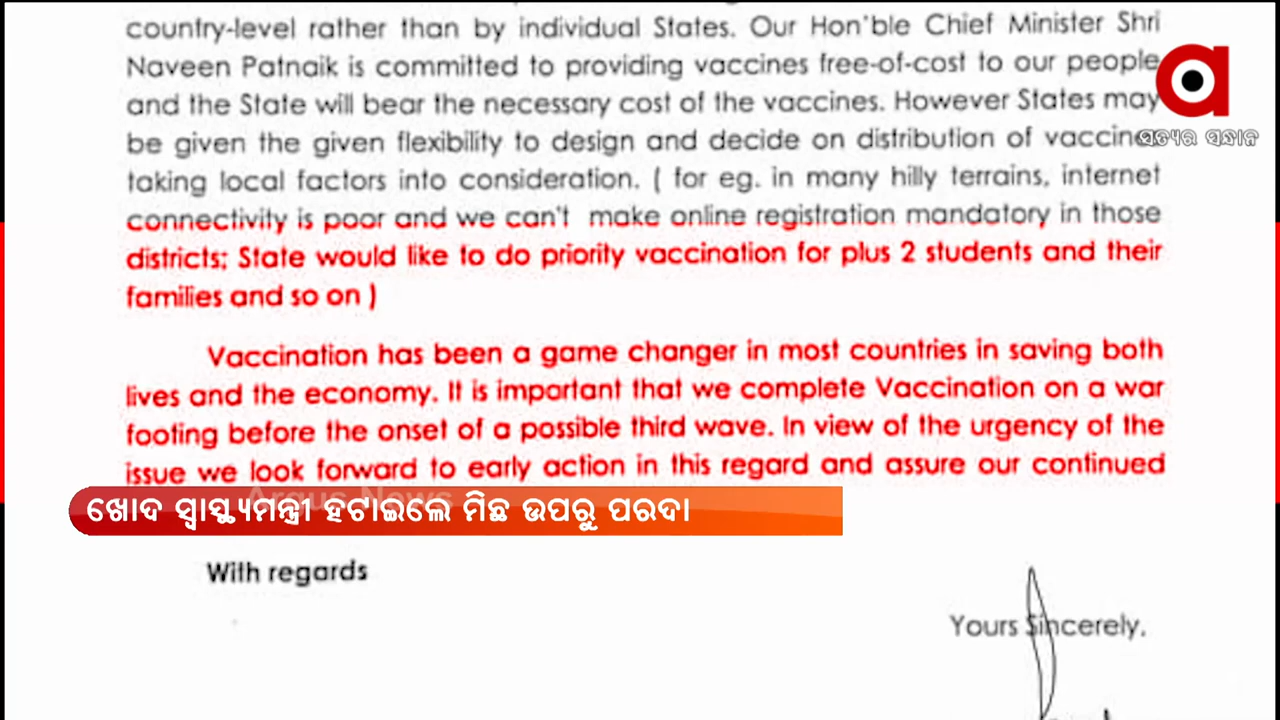 country-level rather than by individual States. Our Hon'ble Chief Minister Shri
Naveen Patnaik is committed to providing vaccines free-of-cost to our people
and the State will bear the necessary cost of the vaccines. However States may
be given the given flexibility to design and decide on distribution of vaccine
ସତ୍ୟର ସନ୍ଧାନ
taking local factors into consideration. ( for eg. in many hilly terrains, internet
connectivity is poor and we can't make online registration mandatory in those
districts; State would like to do priority vaccination for plus 2 students and their
families and so on )
Vaccination has been a game changer in most countries in saving both
lives and the economy. It is important that we complete Vaccination on a war
footing before the onset of a possible third wave. In view of the urgency of the
issue we look forward to early action in this regard and assure our continued
Argus News
ଖୋଦ ସ୍ୱାସ୍ଥ୍ୟମନ୍ତ୍ରୀ ହଟାଇଲେ ମିଛ ଉପରୁ ପରଦା
With regards
Yours Sincerely,